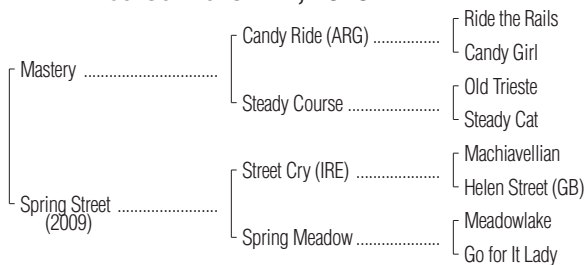 Ride the Rails
Candy Ride (ARG) ..................
Candy Girl
Mastery ....................................
Old Trieste
Steady Course .........................
Steady Cat
Machiavellian
Street Cry (IRE) ......................
Helen Street (GB)
Spring Street ...........................
(2009)
Meadowlake
Spring Meadow .......................
Go for It Lady